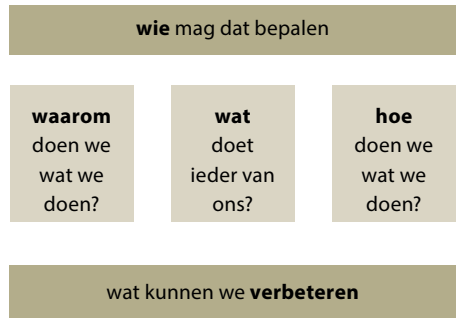 wie mag dat bepalen
waarom
doen we
wat we
doen?
wat
doet
ieder van
ons?
hoe
doen we
wat we
doen?
wat kunnen we verbeteren